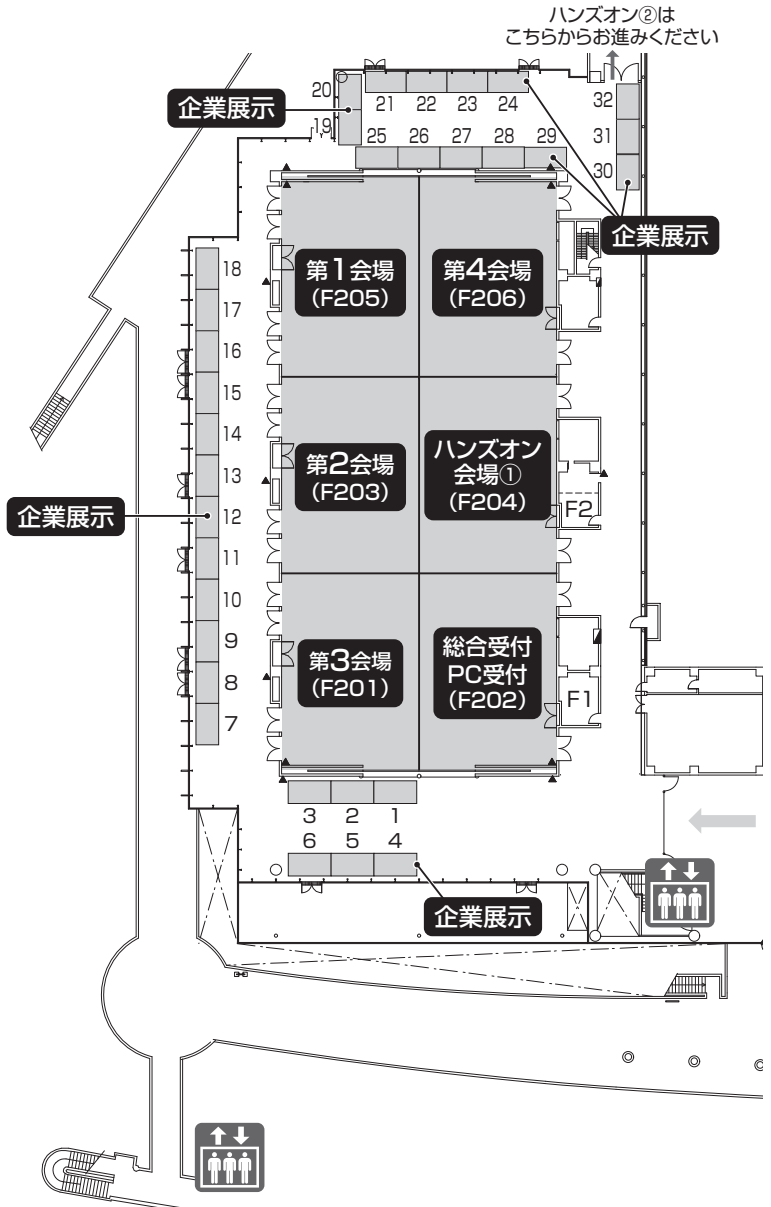 ハンズオン②は
こちらからお進みください
企業展示
20
19
21 22 23 24
25 26 27 28 29
32
31
30
企業展示
第1会場
(F205)
第4会場
(F206)
18
17
16
15
14
13
12
11
10
9
8
7
企業展示
第2会場
(F203)
ハンズオン
会場①
(F204)
F2
第3会場
(F201)
総合受付
PC受付
(F202)
F1
3 2 1
6 5 4
企業展示